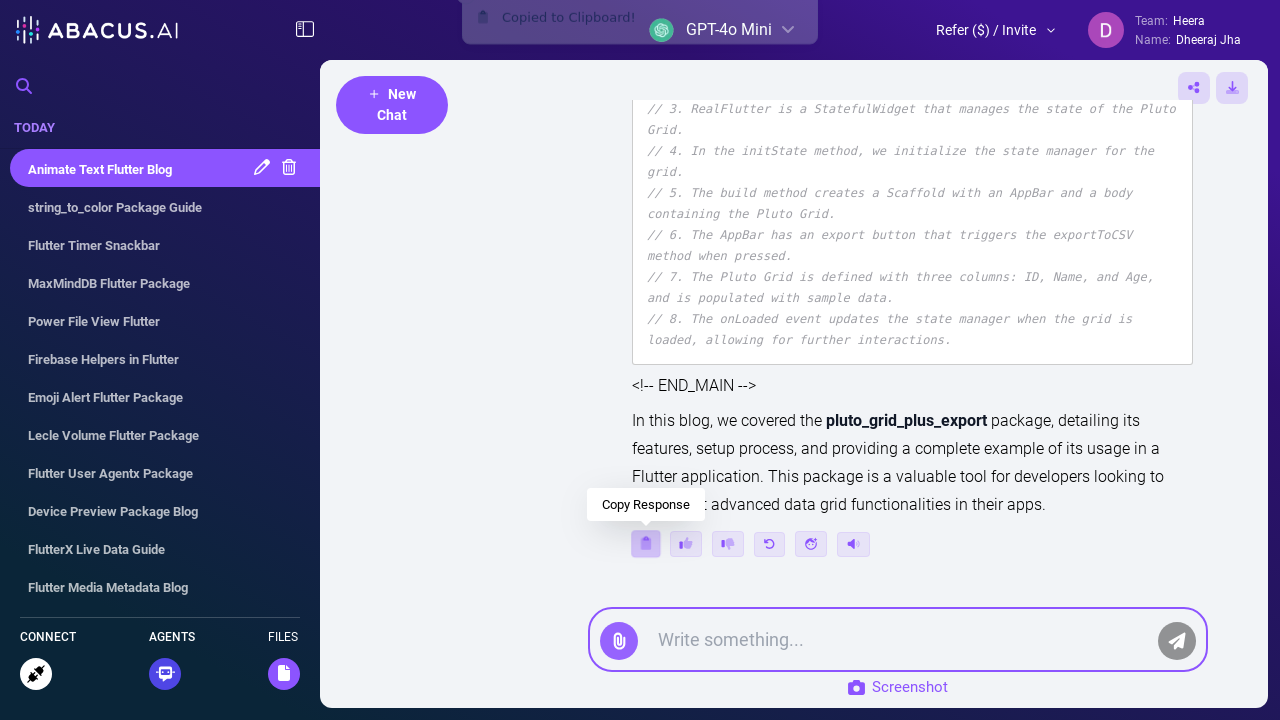 ABACUS.AI
Copied to Clipboard!
GPT-4o Mini
Refer ($) / Invite
D
Team: Heera
Name: Dheeraj Jha
TODAY
Animate Text Flutter Blog
string_to_color Package Guide
Flutter Timer Snackbar
MaxMindDB Flutter Package
Power File View Flutter
Firebase Helpers in Flutter
Emoji Alert Flutter Package
Lecle Volume Flutter Package
Flutter User Agentx Package
Device Preview Package Blog
FlutterX Live Data Guide
Flutter Media Metadata Blog
CONNECT
AGENTS
FILES
+ New
Chat
// 3. RealFlutter is a StatefulWidget that manages the state of the Pluto
Grid.
// 4. In the initState method, we initialize the state manager for the
grid.
// 5. The build method creates a Scaffold with an AppBar and a body
containing the Pluto Grid.
// 6. The AppBar has an export button that triggers the exportToCSV
method when pressed.
// 7. The Pluto Grid is defined with three columns: ID, Name, and Age,
and is populated with sample data.
// 8. The onLoaded event updates the state manager when the grid is
loaded, allowing for further interactions.
<!-- END_MAIN -->
In this blog, we covered the pluto_grid_plus_export package, detailing its
features, setup process, and providing a complete example of its usage in a
Flutter application. This package is a valuable tool for developers looking to
advanced data grid functionalities in their apps.
Copy Response
Write something...
Screenshot